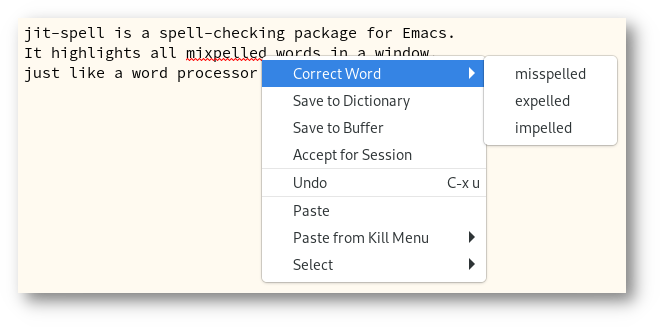 jit-spell is a spell-checking package for Emacs.
It highlights all mixpelled words in a window,
just like a word processor
Correct Word
Save to Dictionary
Save to Buffer
Accept for Session
Undo C-x u
Paste
Paste from Kill Menu
Select
misspelled
expelled
impelled